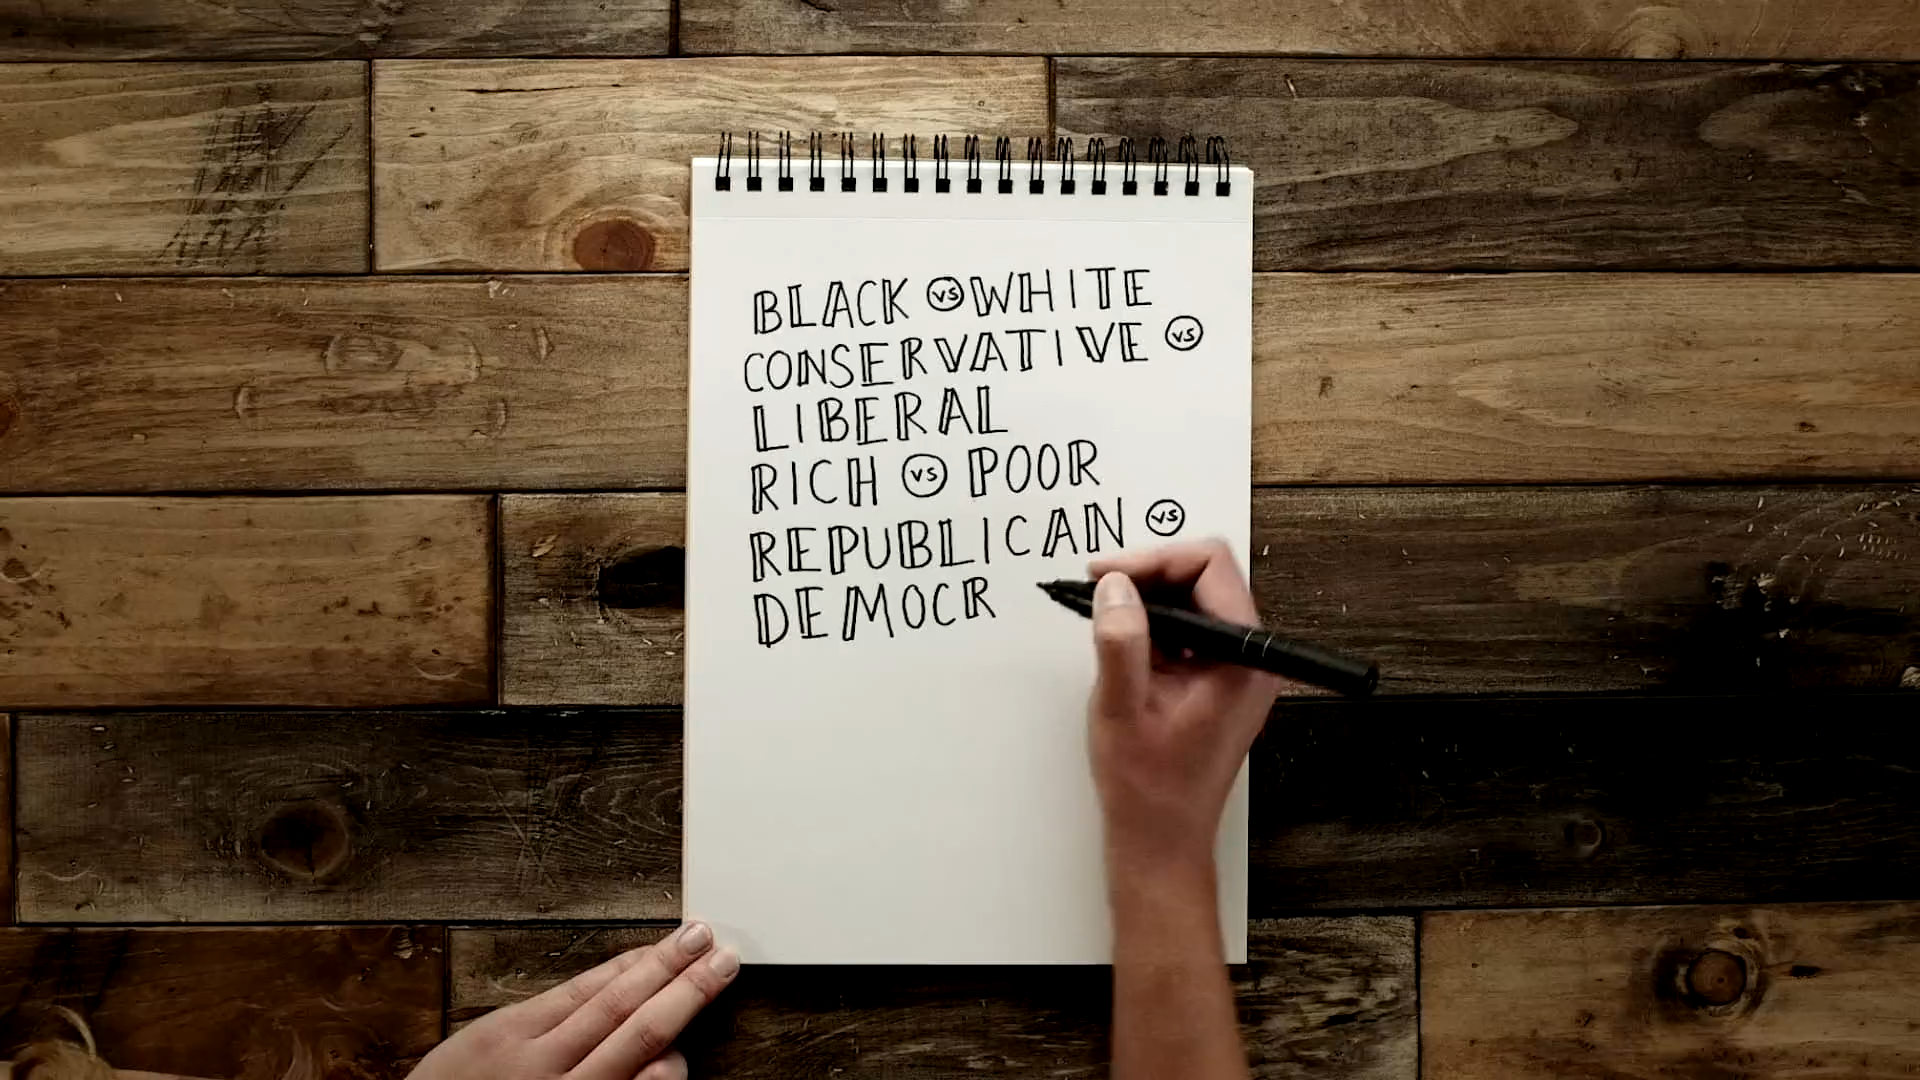 BLACK VS WHITE
CONSERVATIVE VS
LIBERAL
RICH VS POOR
REPUBLICAN VS
DEMOCR